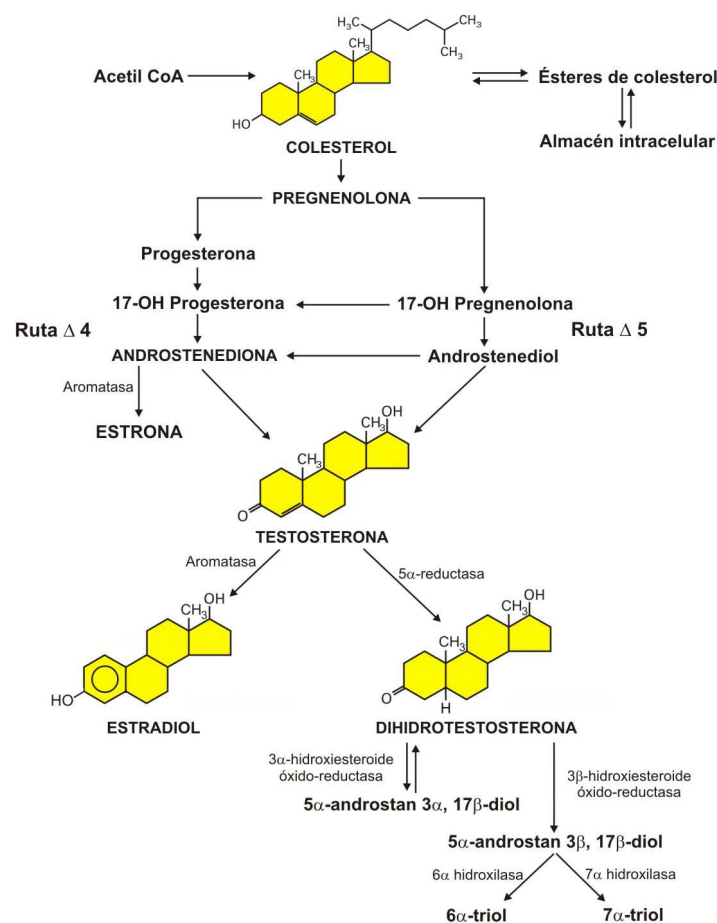 H₃C
CH₃
CH₃
CH₃
CH₃
HO
Acetil CoA
Ésteres de colesterol
Almacén intracelular
COLESTEROL
PREGNENOLONA
Progesterona
17-OH Progesterona
17-OH Pregnenolona
Ruta Δ 4
Ruta Δ 5
ANDROSTENEDIONA
Androstenediol
Aromatasa
ESTRONA
OH
CH₃
CH₃
O
TESTOSTERONA
Aromatasa
5α-reductasa
OH
CH₃
HO
ESTRADIOL
OH
CH₃
CH₃
O
H
DIHIDROTESTOSTERONA
3α-hidroxiesteroide
óxido-reductasa
3β-hidroxiesteroide
óxido-reductasa
5α-androstan 3α, 17β-diol
5α-androstan 3β, 17β-diol
6α hidroxilasa
7α hidroxilasa
6α-triol
7α-triol